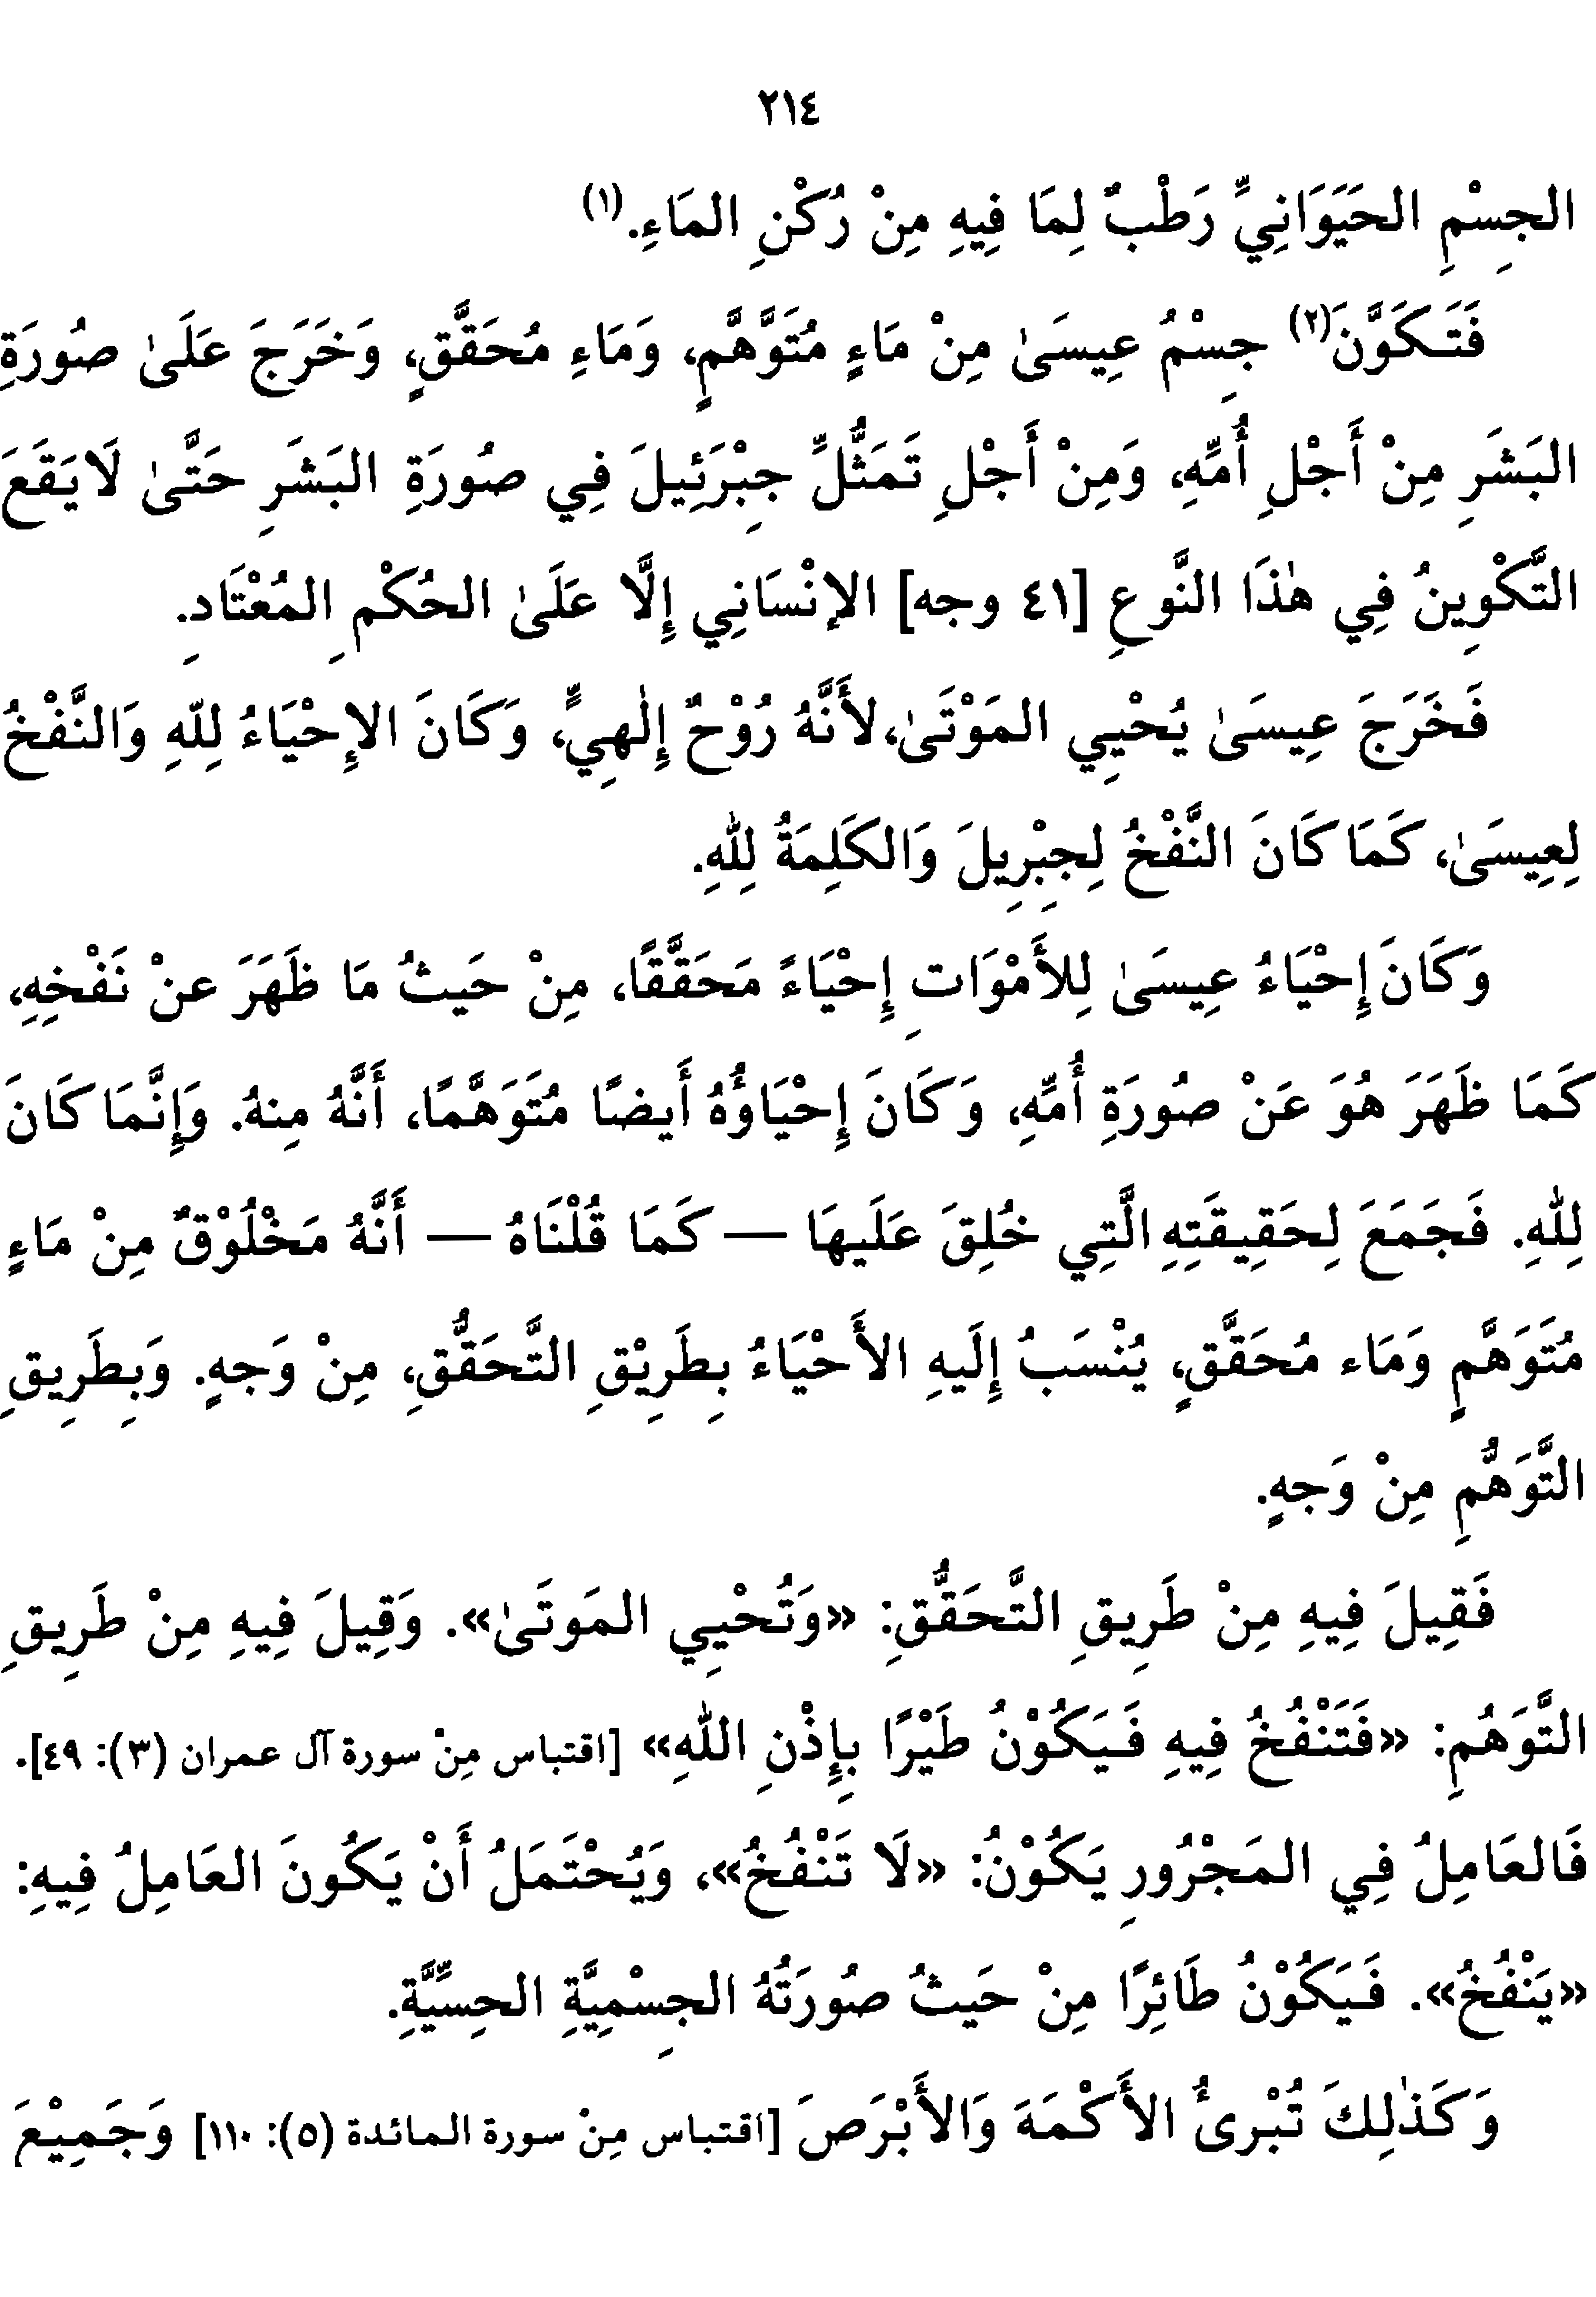 ٢١٤
الجِسْمِ الحَيَوَانِيِّ رَطْبٌ لِمَا فِيهِ مِنْ رُكْنِ المَاءِ.(١)
فَتَكَوَّنَ(٢) جِسْمُ عِيسَىٰ مِنْ مَاءٍ مُتَوَّهَّمٍ، وَمَاءِ مُحَقَّقٍ، وَخَرَجَ عَلَىٰ صُورَةِ
البَشَرِ مِنْ أَجْلِ أُمِّهِ، وَمِنْ أَجْلِ تَمَثُّلِّ جِبْرَئِيلَ فِي صُورَةِ البَشَرِ حَتَّىٰ لَايَقَعَ
التَّكْوِينُ فِي هٰذَا النَّوعِ [٤١ وجه] الإنْسَانِي إِلَّا عَلَىٰ الحُكْمِ المُعْتَادِ.
فَخَرَجَ عِيسَىٰ يُحْيِي المَوْتَىٰ،لأَنَّهُ رُوْحٌ إِلٰهِيٍّ، وَكَانَ الإِحْيَاءُ لِلّهِ وَالنَّفْخُ
لِعِيسَىٰ، كَمَا كَانَ النَّفْخُ لِجِبْرِيلَ وَالكَلِمَةُ لِلّٰهِ.
وَكَانَ إِحْيَاءُ عِيسَىٰ لِلأَمْوَاتِ إِحْيَاءً مَحَقَّقًا، مِنْ حَيثُ مَا ظَهَرَ عنْ نَفْخِهِ،
كَمَا ظَهَرَ هُوَ عَنْ صُورَةِ أُمِّهِ، وَكَانَ إِحْيَاؤُهُ أَيضًا مُتَوَهَّمًا، أَنَّهُ مِنهُ. وَإِنَّمَا كَانَ
لِلّٰهِ. فَجَمَعَ لِحَقِيقَتِهِ الَّتِي خُلِقَ عَلَيهَا — كَمَا قُلْنَاهُ — أَنَّهُ مَخْلُوْقٌ مِنْ مَاءٍ
مُتَوَهَّمٍ وَمَاء مُحَقَّقٍ، يُنْسَبُ إِلَيهِ الأَحْيَاءُ بِطَرِيْقِ التَّحَقُّقِ، مِنْ وَجهٍ. وَبِطَرِيقِ
التَّوَهُّمِ مِنْ وَجهٍ.
فَقِيلَ فِيهِ مِنْ طَرِيقِ التَّحَقُّقِ: «وَتُحْيِي المَوتَىٰ». وَقِيلَ فِيهِ مِنْ طَرِيقِ
التَّوَهُمِ: «فَتَنْفُخُ فِيهِ فَيَكُوْنُ طَيْرًا بِإِذْنِ اللّٰهِ» [اقتباس مِنْ سورة آل عمران (٣): ٤٩].
فَالعَامِلُ فِي المَجْرُورِ يَكُوْنُ: «لَا تَنْفُخُ»، وَيُحْتَمَلُ أَنْ يَكُونَ العَامِلُ فِيهِ:
«يَنْفُخُ». فَيَكُوْنُ طَائِرًا مِنْ حَيثُ صُورَتُهُ الجِسْمِيَّةِ الحِسِّيَّةِ.
وَكَذٰلِكَ تُبْرئُ الأَكْمَهَ وَالأَبْرَصَ [اقتباس مِنْ سورة المائدة (٥): ١١٠] وَجَمِيْعَ